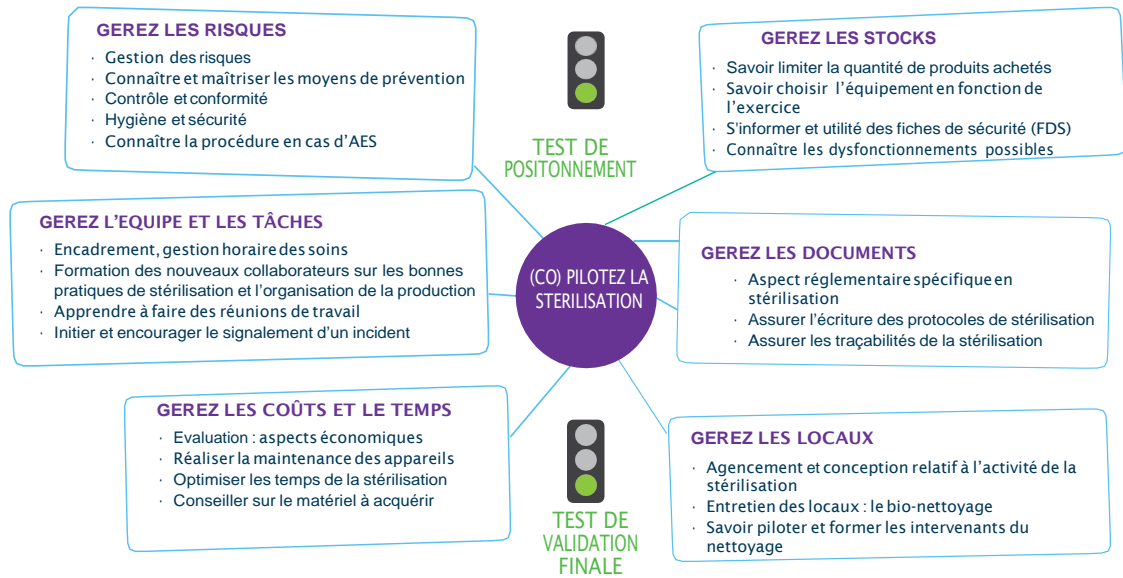 GEREZ LES RISQUES
· Gestion des risques
· Connaître et maîtriser les moyens de prévention
· Contrôle et conformité
· Hygiène et sécurité
· Connaître la procédure en cas d'AES
TEST DE
POSITONNEMENT
GEREZ LES STOCKS
· Savoir limiter la quantité de produits achetés
· Savoir choisir l'équipement en fonction de
l'exercice
· S'informer et utilité des fiches de sécurité (FDS)
· Connaître les dysfonctionnements possibles
GEREZ L'EQUIPE ET LES TÂCHES
· Encadrement, gestion horaire des soins
· Formation des nouveaux collaborateurs sur les bonnes
pratiques de stérilisation et l'organisation de la production
· Apprendre à faire des réunions de travail
· Initier et encourager le signalement d'un incident
(CO) PILOTEZ LA
STERILISATION
GEREZ LES DOCUMENTS
· Aspect réglementaire spécifique en
stérilisation
· Assurer l'écriture des protocoles de stérilisation
· Assurer les traçabilités de la stérilisation
GEREZ LES COÛTS ET LE TEMPS
· Evaluation : aspects économiques
· Réaliser la maintenance des appareils
· Optimiser les temps de la stérilisation
· Conseiller sur le matériel à acquérir
TEST DE
VALIDATION
FINALE
GEREZ LES LOCAUX
· Agencement et conception relatif à l'activité de la
stérilisation
· Entretien des locaux : le bio-nettoyage
· Savoir piloter et former les intervenants du
nettoyage